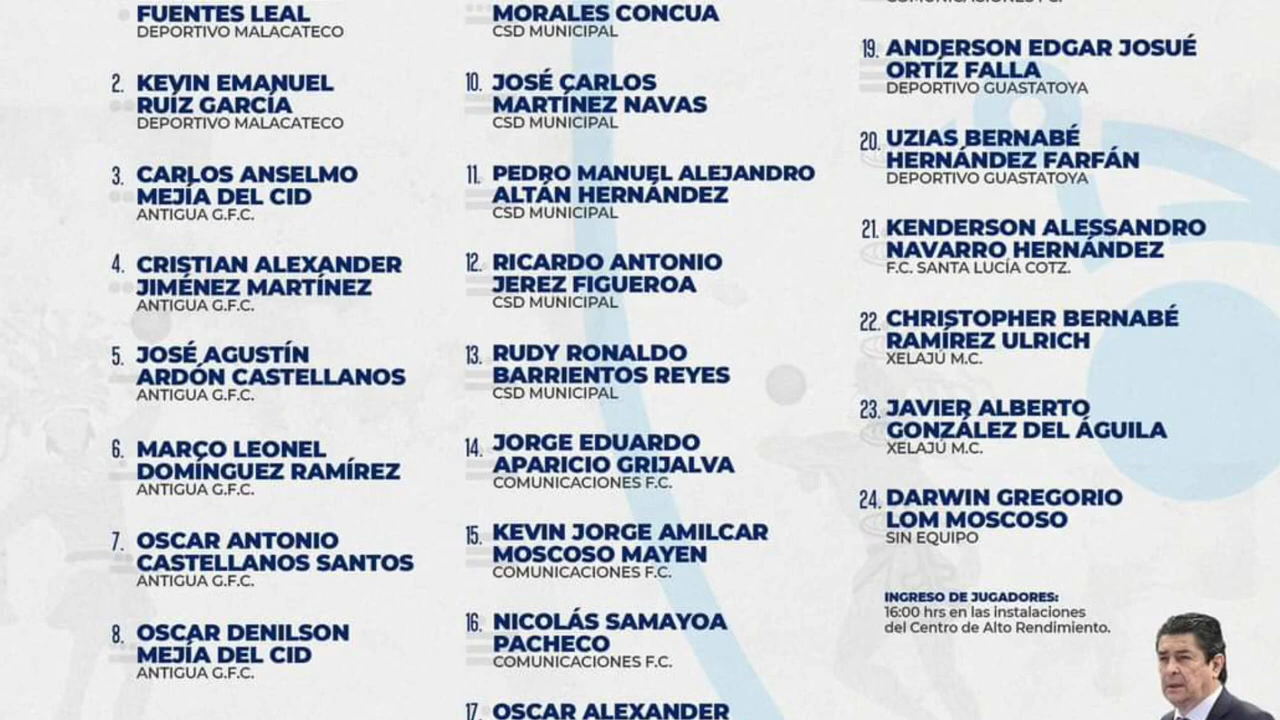 FUENTES LEAL
DEPORTIVO MALACATECO
2. KEVIN EMANUEL
RUÍZ GARCÍA
DEPORTIVO MALACATECO
3. CARLOS ANSELMO
MEJÍA DEL CID
ANTIGUA G.F.C.
4. CRISTIAN ALEXANDER
JIMÉNEZ MARTÍNEZ
ANTIGUA G.F.C.
5. JOSÉ AGUSTÍN
ARDÓN CASTELLANOS
ANTIGUA G.F.C.
6. MARCO LEONEL
DOMÍNGUEZ RAMÍREZ
ANTIGUA G.F.C.
7. OSCAR ANTONIO
CASTELLANOS SANTOS
ANTIGUA G.F.C.
8. OSCAR DENILSON
MEJÍA DEL CID
ANTIGUA G.F.C.
MORALES CONCUA
CSD MUNICIPAL
10. JOSÉ CARLOS
MARTÍNEZ NAVAS
CSD MUNICIPAL
11. PEDRO MANUEL ALEJANDRO
ALTÁN HERNÁNDEZ
CSD MUNICIPAL
12. RICARDO ANTONIO
JEREZ FIGUEROA
CSD MUNICIPAL
13. RUDY RONALDO
BARRIENTOS REYES
CSD MUNICIPAL
14. JORGE EDUARDO
APARICIO GRIJALVA
COMUNICACIONES F.C.
15. KEVIN JORGE AMILCAR
MOSCOSO MAYEN
COMUNICACIONES F.C.
16. NICOLÁS SAMAYOA
PACHECO
COMUNICACIONES F.C.
17. OSCAR ALEXANDER
19. ANDERSON EDGAR JOSUÉ
ORTÍZ FALLA
DEPORTIVO GUASTATOYA
20. UZIAS BERNABÉ
HERNÁNDEZ FARFÁN
DEPORTIVO GUASTATOYA
21. KENDERSON ALESSANDRO
NAVARRO HERNÁNDEZ
F.C. SANTA LUCÍA COTZ.
22. CHRISTOPHER BERNABÉ
RAMÍREZ ULRICH
XELAJÚ M.C.
23. JAVIER ALBERTO
GONZÁLEZ DEL ÁGUILA
XELAJÚ M.C.
24. DARWIN GREGORIO
LOM MOSCOSO
SIN EQUIPO
INGRESO DE JUGADORES:
16:00 hrs en las instalaciones
del Centro de Alto Rendimiento.